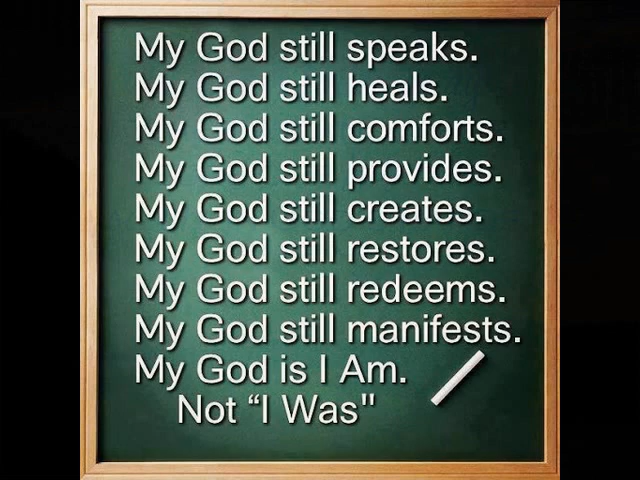 My God still speaks.
My God still heals.
My God still comforts.
My God still provides.
My God still creates.
My God still restores.
My God still redeems.
My God still manifests.
My God is I Am.
Not “I Was"